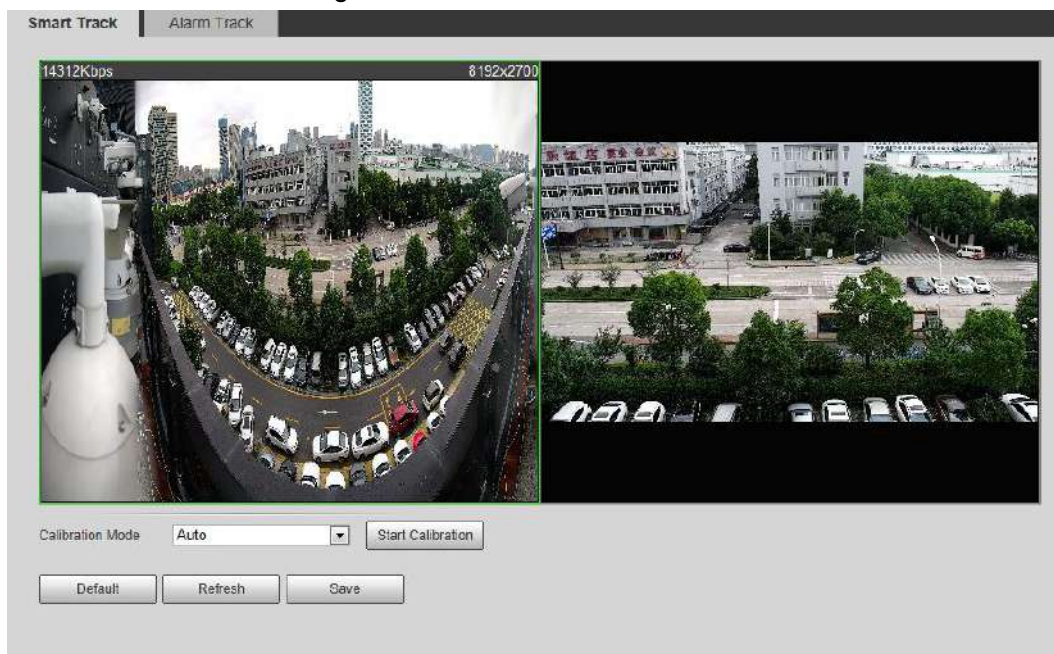 Smart Track
Alarm Track
14312Kbps
8192x2700
Calibration Mode
Auto
Start Calibration
Default
Refresh
Save